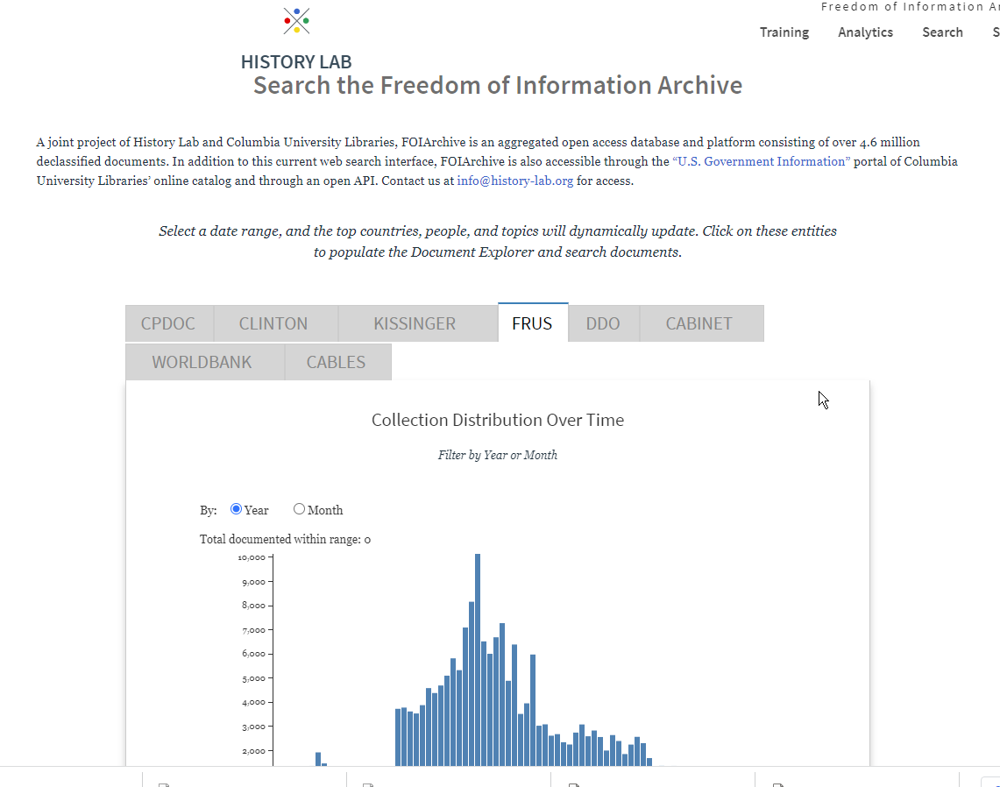 Freedom of Information
Training Analytics Search S
HISTORY LAB
Search the Freedom of Information Archive
A joint project of History Lab and Columbia University Libraries, FOIArchive is an aggregated open access database and platform consisting of over 4.6 million
declassified documents. In addition to this current web search interface, FOIArchive is also accessible through the “U.S. Government Information” portal of Columbia
University Libraries’ online catalog and through an open API. Contact us at info@history-lab.org for access.
Select a date range, and the top countries, people, and topics will dynamically update. Click on these entities
to populate the Document Explorer and search documents.
CPDOC CLINTON KISSINGER FRUS DDO CABINET
WORLDBANK CABLES
Collection Distribution Over Time
Filter by Year or Month
By: Year Month
Total documented within range: 0
10,000
9,000
8,000
7,000
6,000
5,000
4,000
3,000
2,000